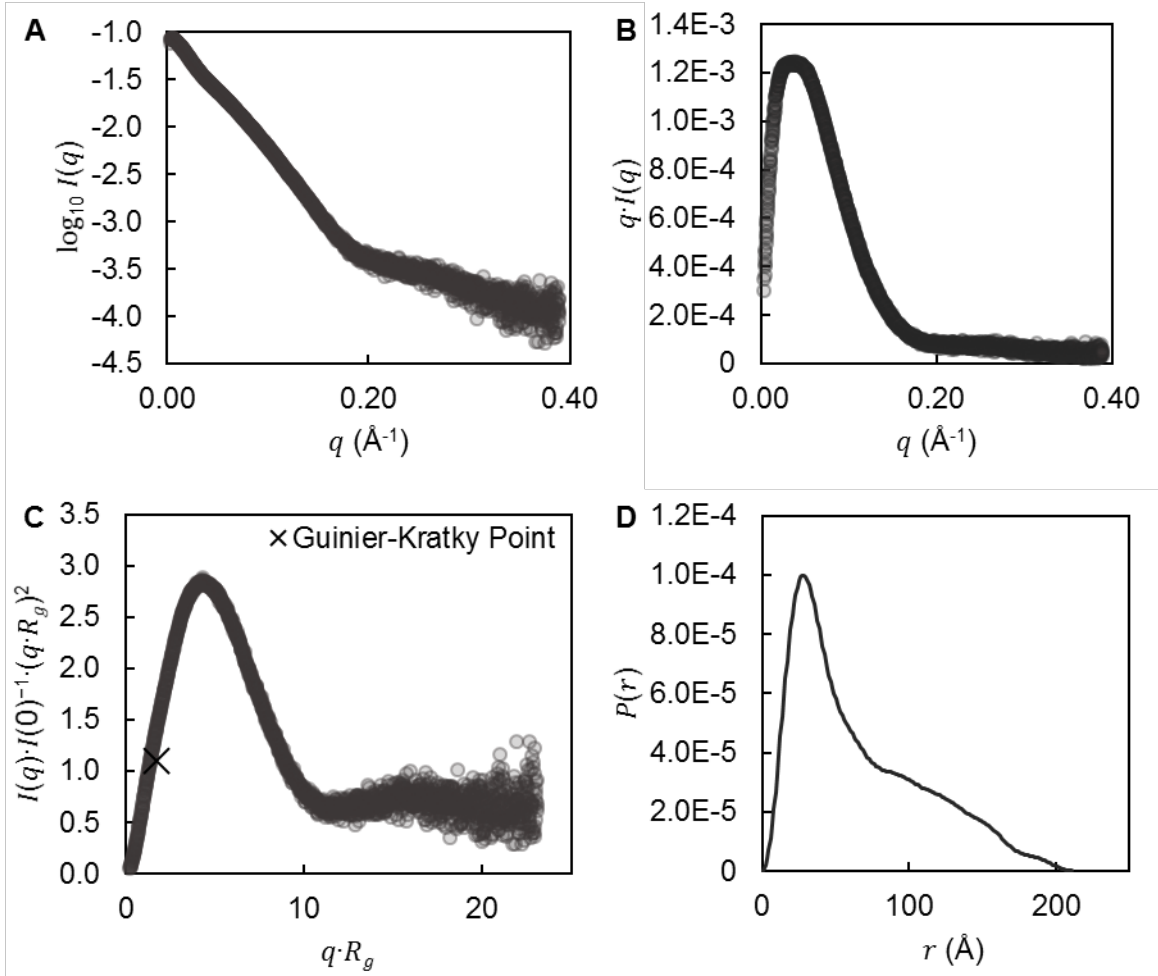 A
-1.0
-1.5
-2.0
-2.5
-3.0
-3.5
-4.0
-4.5
log₁₀ I(q)
0.00 0.20 0.40
q (Å⁻¹)
B
1.4E-3
1.2E-3
1.0E-3
8.0E-4
6.0E-4
4.0E-4
2.0E-4
0
q·I(q)
0.00 0.20 0.40
q (Å⁻¹)
C
3.5
3.0
2.5
2.0
1.5
1.0
0.5
0.0
I(q)·I(0)⁻¹·(q·R_g)²
×Guinier-Kratky Point
0 10 20
q·R_g
D
1.2E-4
1.0E-4
8.0E-5
6.0E-5
4.0E-5
2.0E-5
0
P(r)
0 100 200
r (Å)